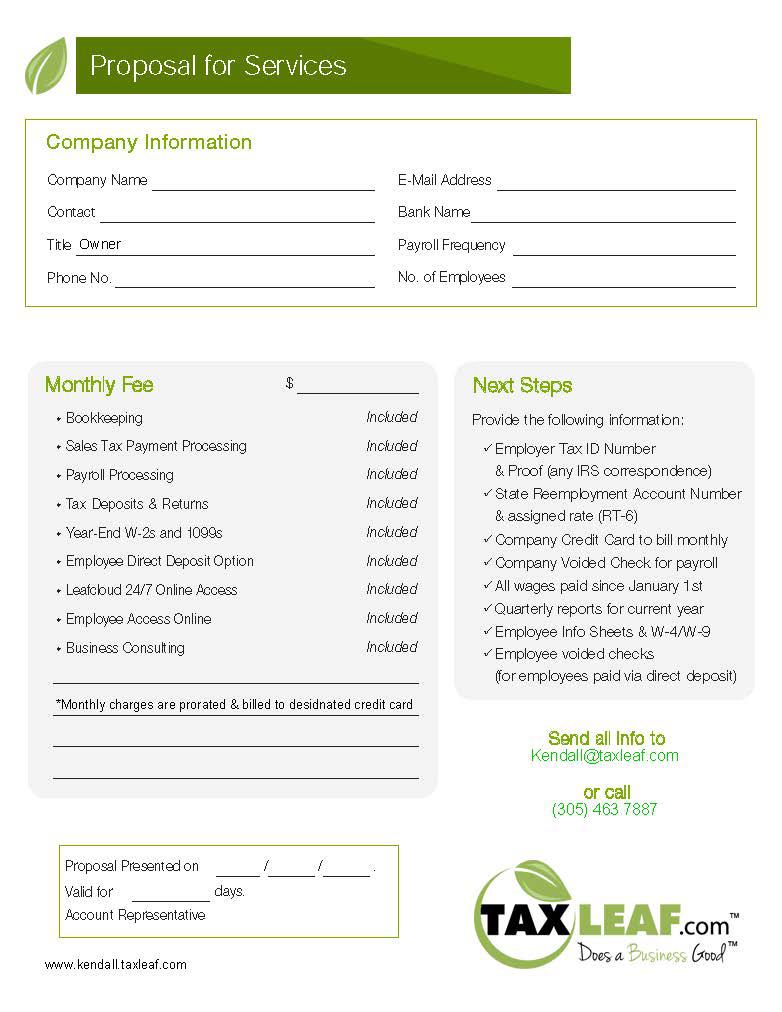 Proposal for Services
Company Information
Company Name
Contact
Title Owner
Phone No.
E-Mail Address
Bank Name
Payroll Frequency
No. of Employees
Monthly Fee $
• Bookkeeping Included
• Sales Tax Payment Processing Included
• Payroll Processing Included
• Tax Deposits & Returns Included
• Year-End W-2s and 1099s Included
• Employee Direct Deposit Option Included
• Leafcloud 24/7 Online Access Included
• Employee Access Online Included
• Business Consulting Included
*Monthly charges are prorated & billed to desidnated credit card
Next Steps
Provide the following information:
✓ Employer Tax ID Number
& Proof (any IRS correspondence)
✓ State Reemployment Account Number
& assigned rate (RT-6)
✓ Company Credit Card to bill monthly
✓ Company Voided Check for payroll
✓ All wages paid since January 1st
✓ Quarterly reports for current year
✓ Employee Info Sheets & W-4/W-9
✓ Employee voided checks
(for employees paid via direct deposit)
Send all info to
Kendall@taxleaf.com
or call
(305) 463 7887
Proposal Presented on / / .
Valid for days.
Account Representative
www.kendall.taxleaf.com
TAXLEAF.com™
Does a Business Good™